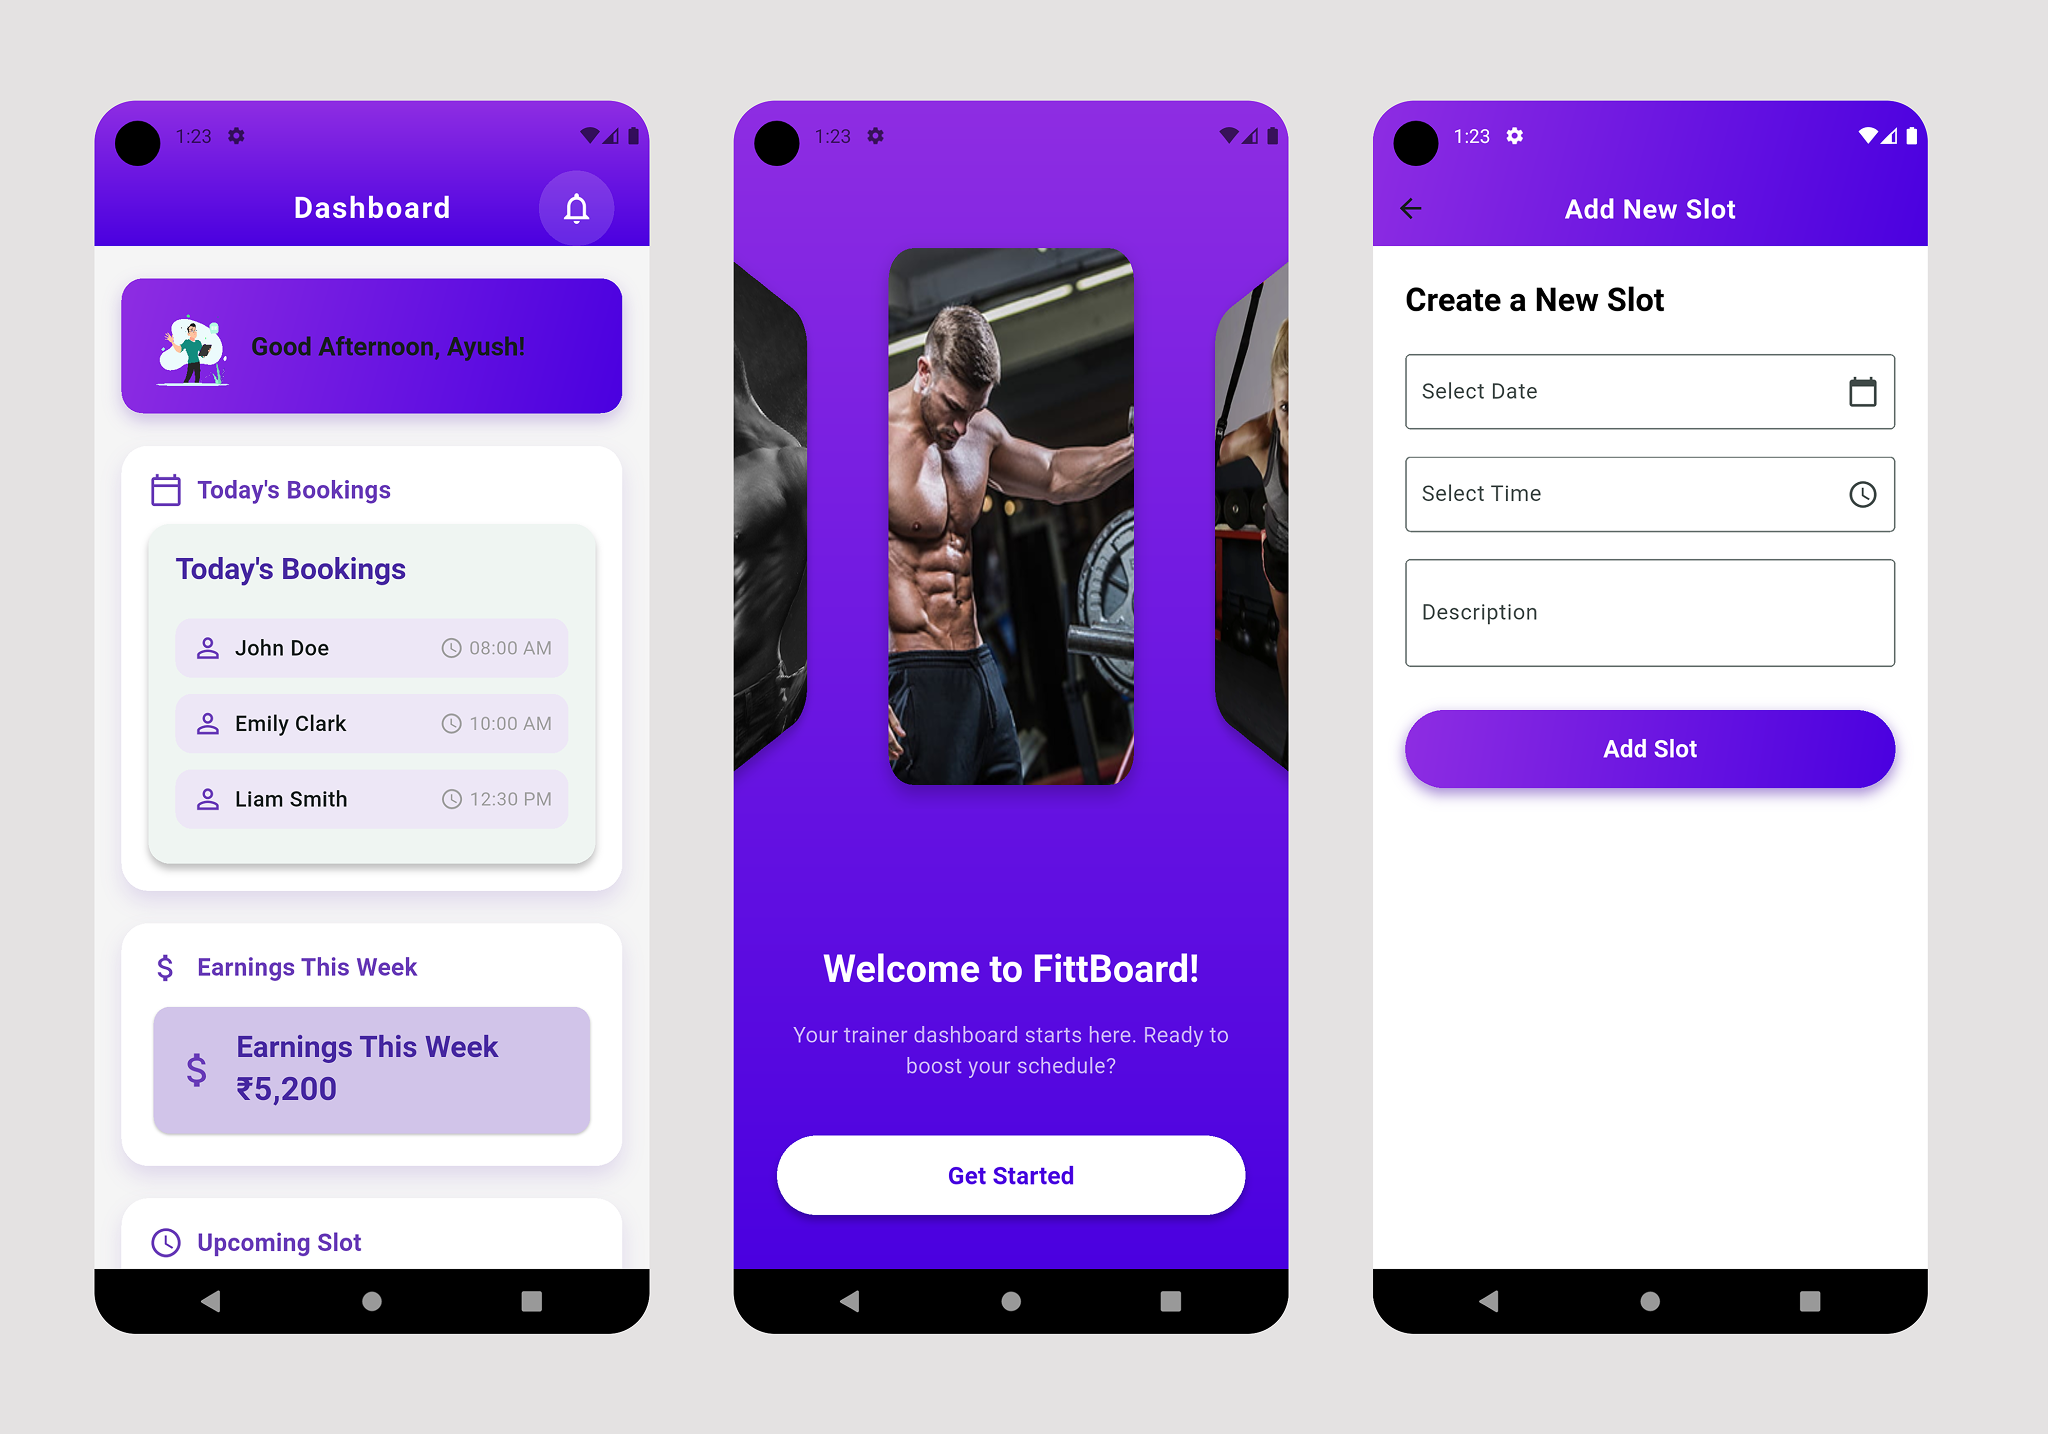 1:23
Dashboard
Good Afternoon, Ayush!
Today's Bookings
Today's Bookings
John Doe 08:00 AM
Emily Clark 10:00 AM
Liam Smith 12:30 PM
$ Earnings This Week
$ Earnings This Week
₹5,200
Upcoming Slot
1:23
Welcome to FittBoard!
Your trainer dashboard starts here. Ready to
boost your schedule?
Get Started
1:23
Add New Slot
Create a New Slot
Select Date
Select Time
Description
Add Slot